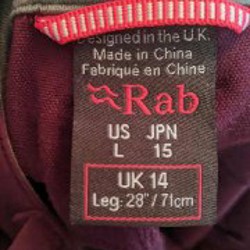 Designed in the U.K.
Made in China
Fabriqué en Chine
Rab
US JPN
L 15
UK 14
Leg: 28"/71cm